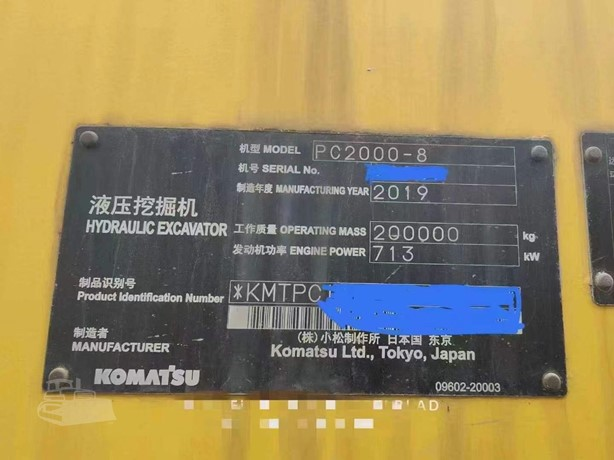 机型 MODEL PC2000-8
机号 SERIAL No.
制造年度 MANUFACTURING YEAR 2019
液压挖掘机
HYDRAULIC EXCAVATOR
工作质量 OPERATING MASS 200000 kg
发动机功率 ENGINE POWER 713 kW
制品识别号
Product Identification Number *KMTPC
制造者
MANUFACTURER
(株)小松制作所 日本国 东京
Komatsu Ltd., Tokyo, Japan
KOMATSU
09602-20003